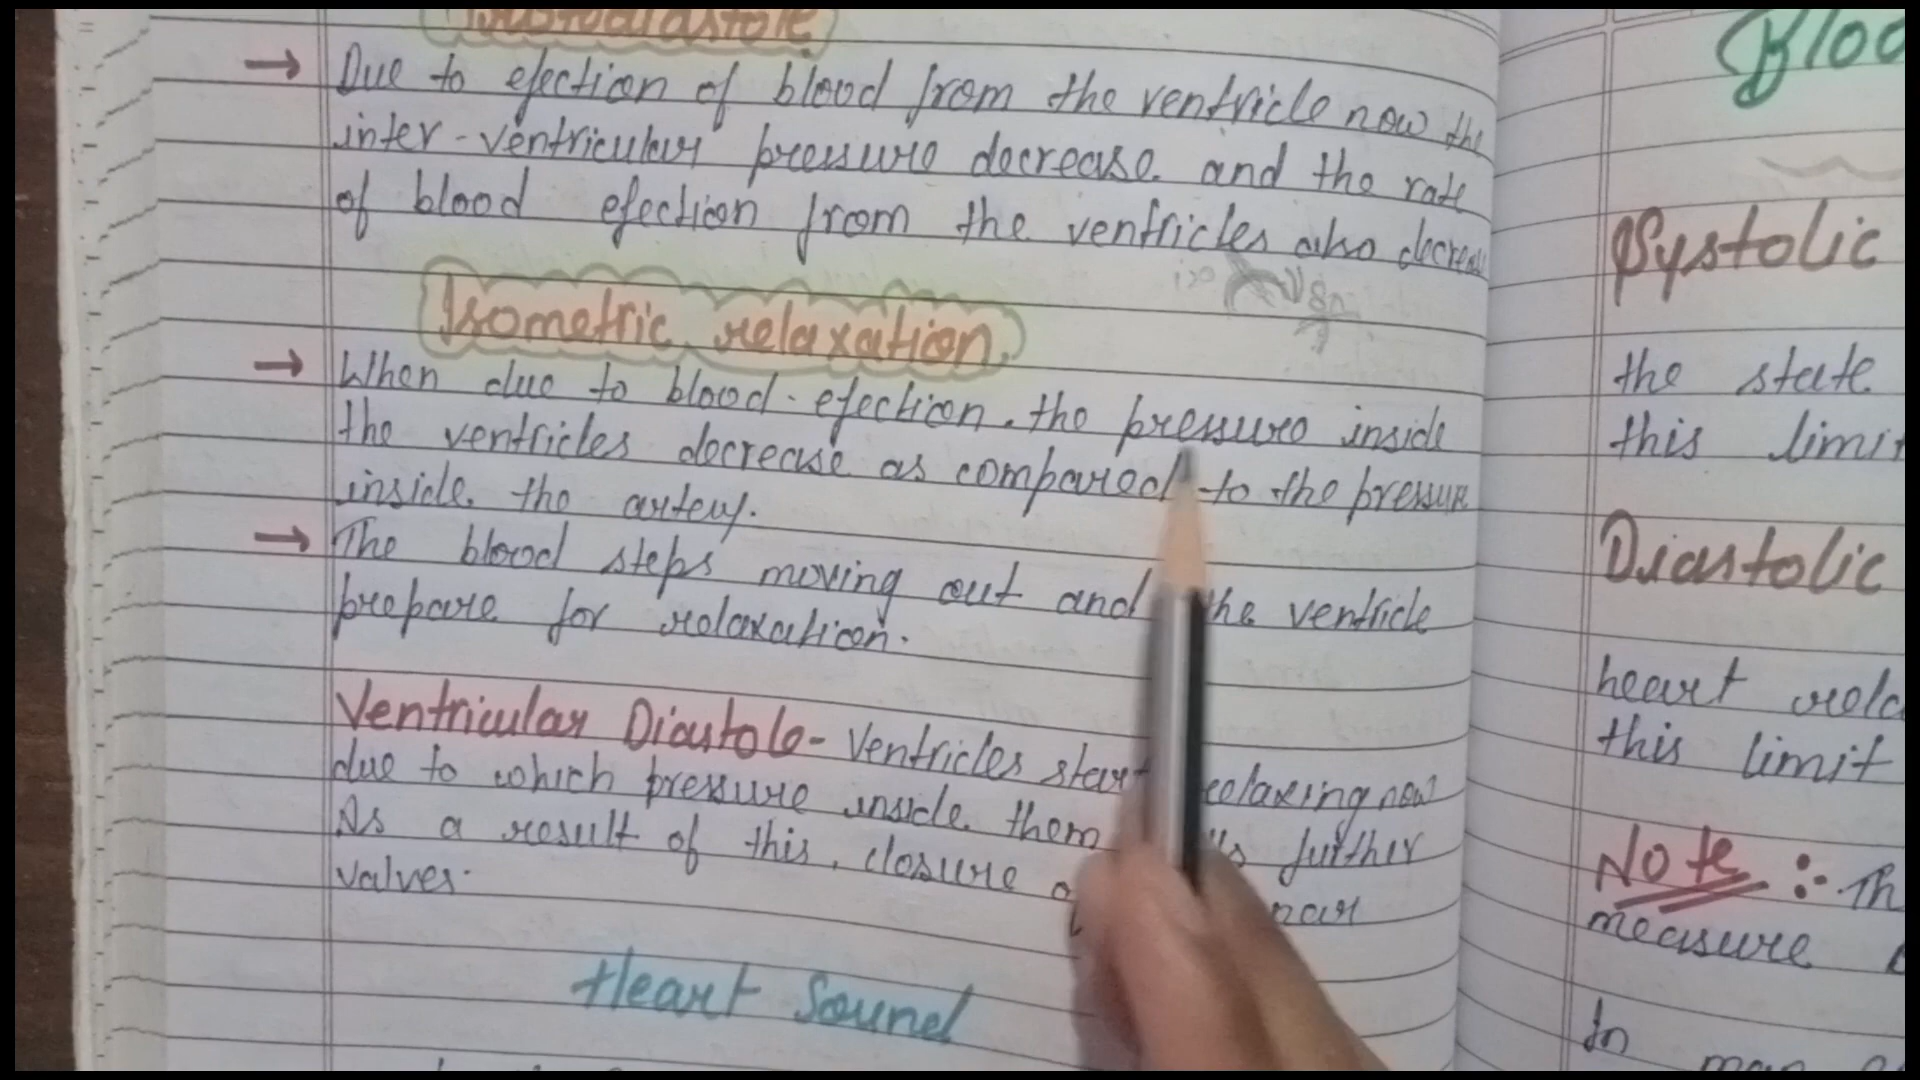 Protodiastole
→ Due to ejection of blood from the ventricle now the
inter-ventricular pressure decrease and the rate
of blood ejection from the ventricles also decrease
Isometric relaxation.
→ When due to blood ejection, the pressure inside
the ventricles decrease as compared to the pressure
inside the artery.
→ The blood stops moving out and the ventricle
prepare for relaxation.
Ventricular Diastole - Ventricles start relaxing now
due to which pressure inside them further
As a result of this, closure
valves.
Heart Sound
Bloo
Systolic
the state
this limit
Diastolic
heart rela
this limit
Note :- Th
measure
In man